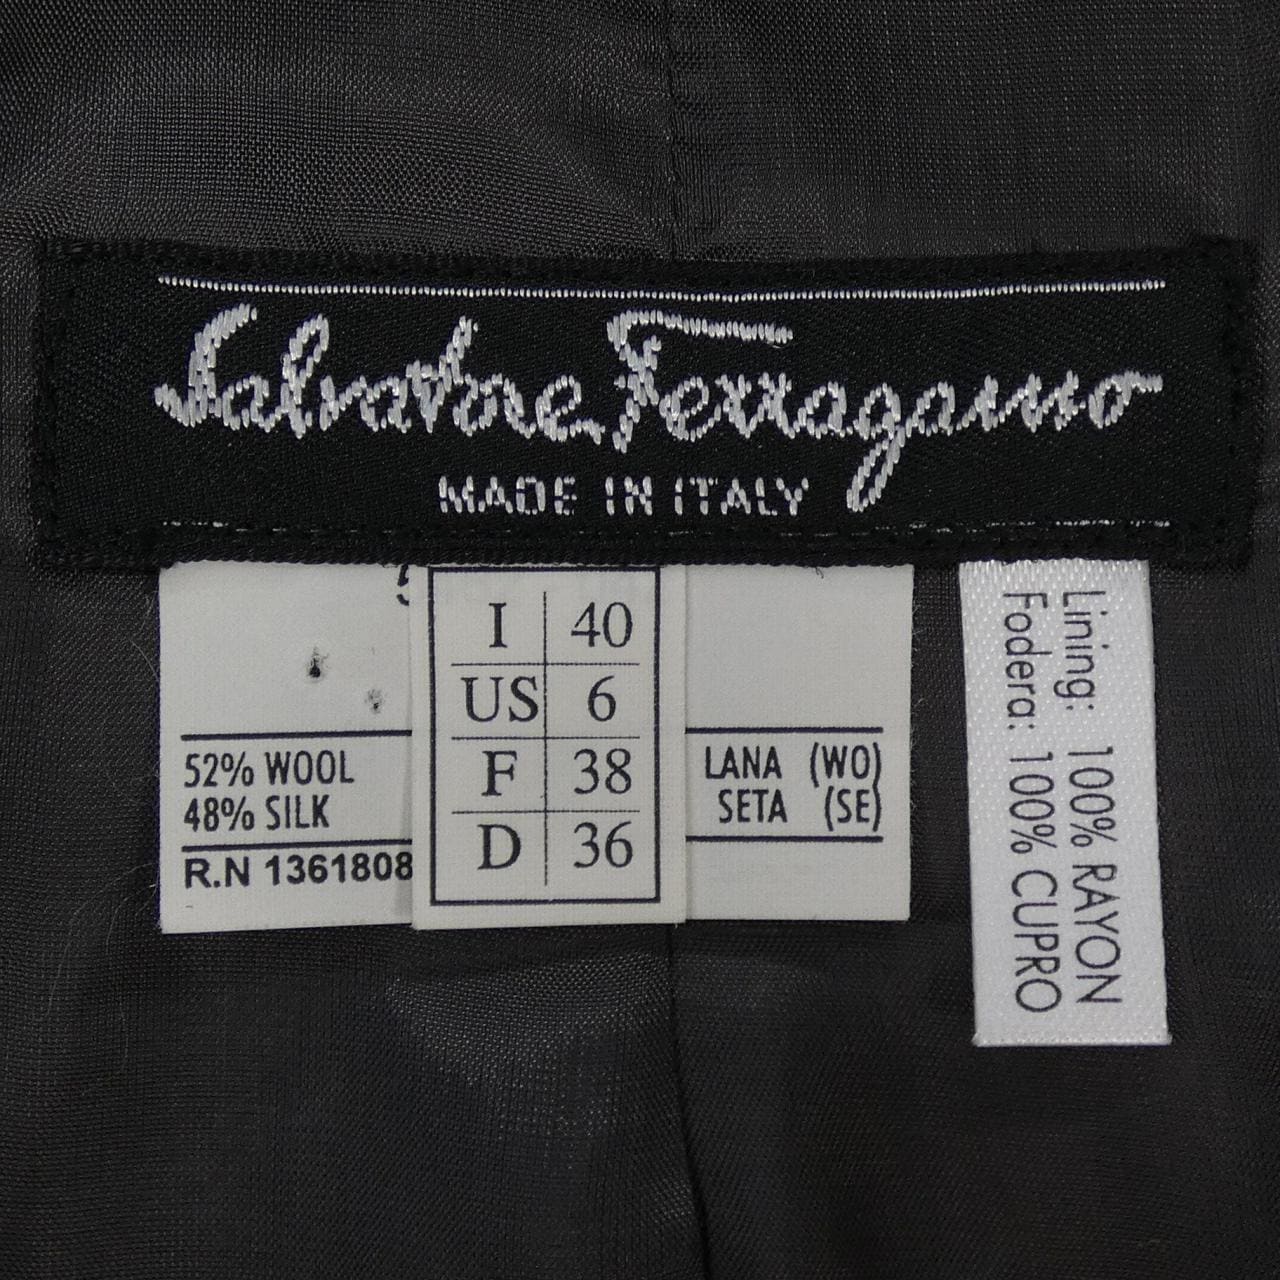 Salvatore Ferragamo
MADE IN ITALY
I 40
US 6
F 38
D 36
52% WOOL
48% SILK
R.N 1361808
LANA (WO)
SETA (SE)
Lining: 100% RAYON
Fodera: 100% CUPRO